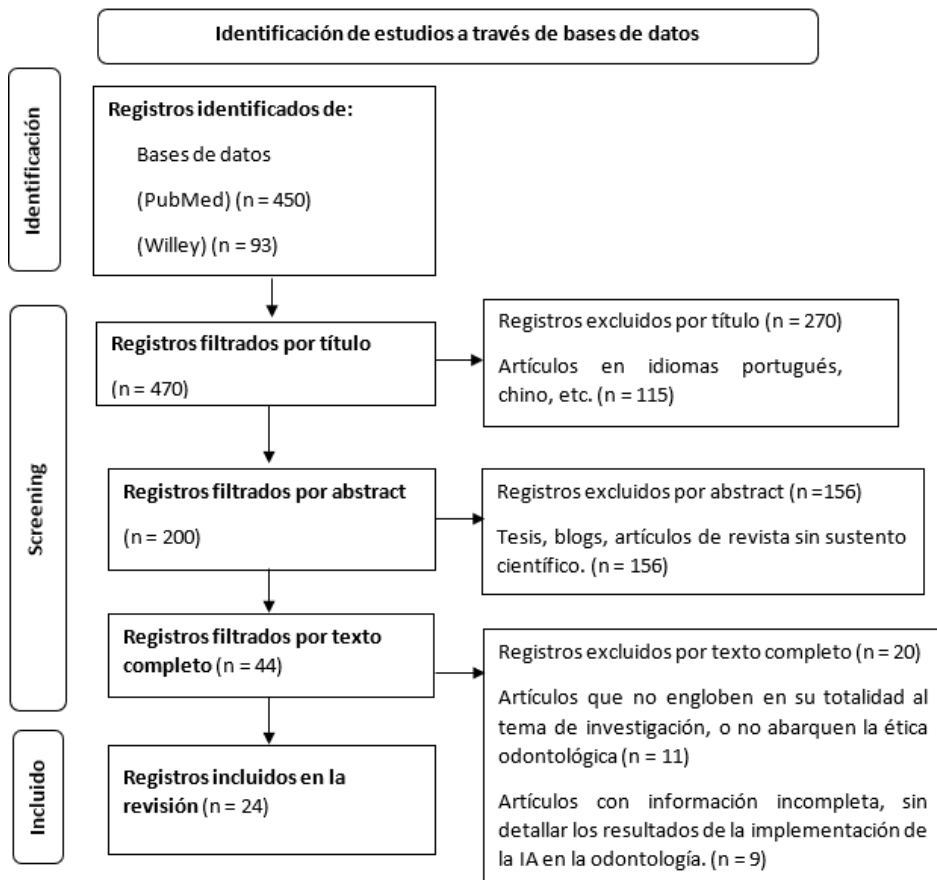 Identificación de estudios a través de bases de datos
Identificación
Registros identificados de:
Bases de datos
(PubMed) (n = 450)
(Willey) (n = 93)
Screening
Registros filtrados por título
(n = 470)
Registros excluidos por título (n = 270)
Artículos en idiomas portugués,
chino, etc. (n = 115)
Registros filtrados por abstract
(n = 200)
Registros excluidos por abstract (n =156)
Tesis, blogs, artículos de revista sin sustento
científico. (n = 156)
Registros filtrados por texto
completo (n = 44)
Registros excluidos por texto completo (n = 20)
Artículos que no engloben en su totalidad al
tema de investigación, o no abarquen la ética
odontológica (n = 11)
Artículos con información incompleta, sin
detallar los resultados de la implementación de
la IA en la odontología. (n = 9)
Incluido
Registros incluidos en la
revisión (n = 24)